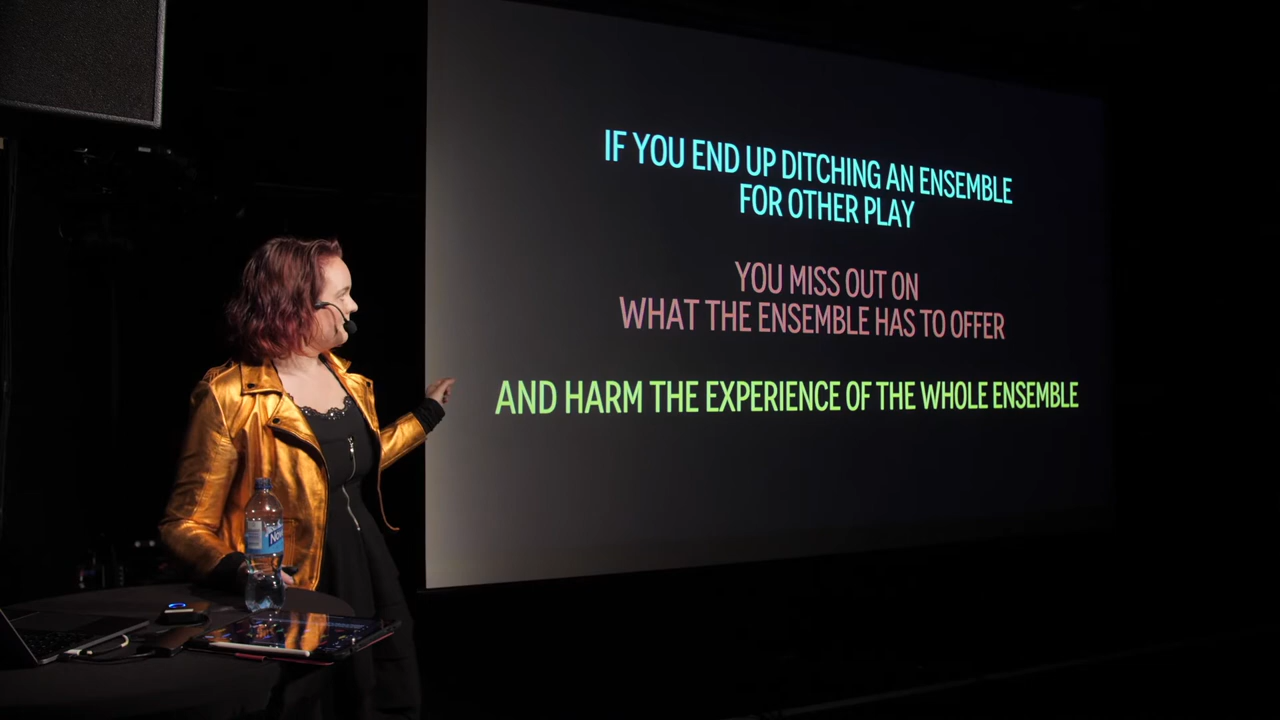 IF YOU END UP DITCHING AN ENSEMBLE
FOR OTHER PLAY
YOU MISS OUT ON
WHAT THE ENSEMBLE HAS TO OFFER
AND HARM THE EXPERIENCE OF THE WHOLE ENSEMBLE